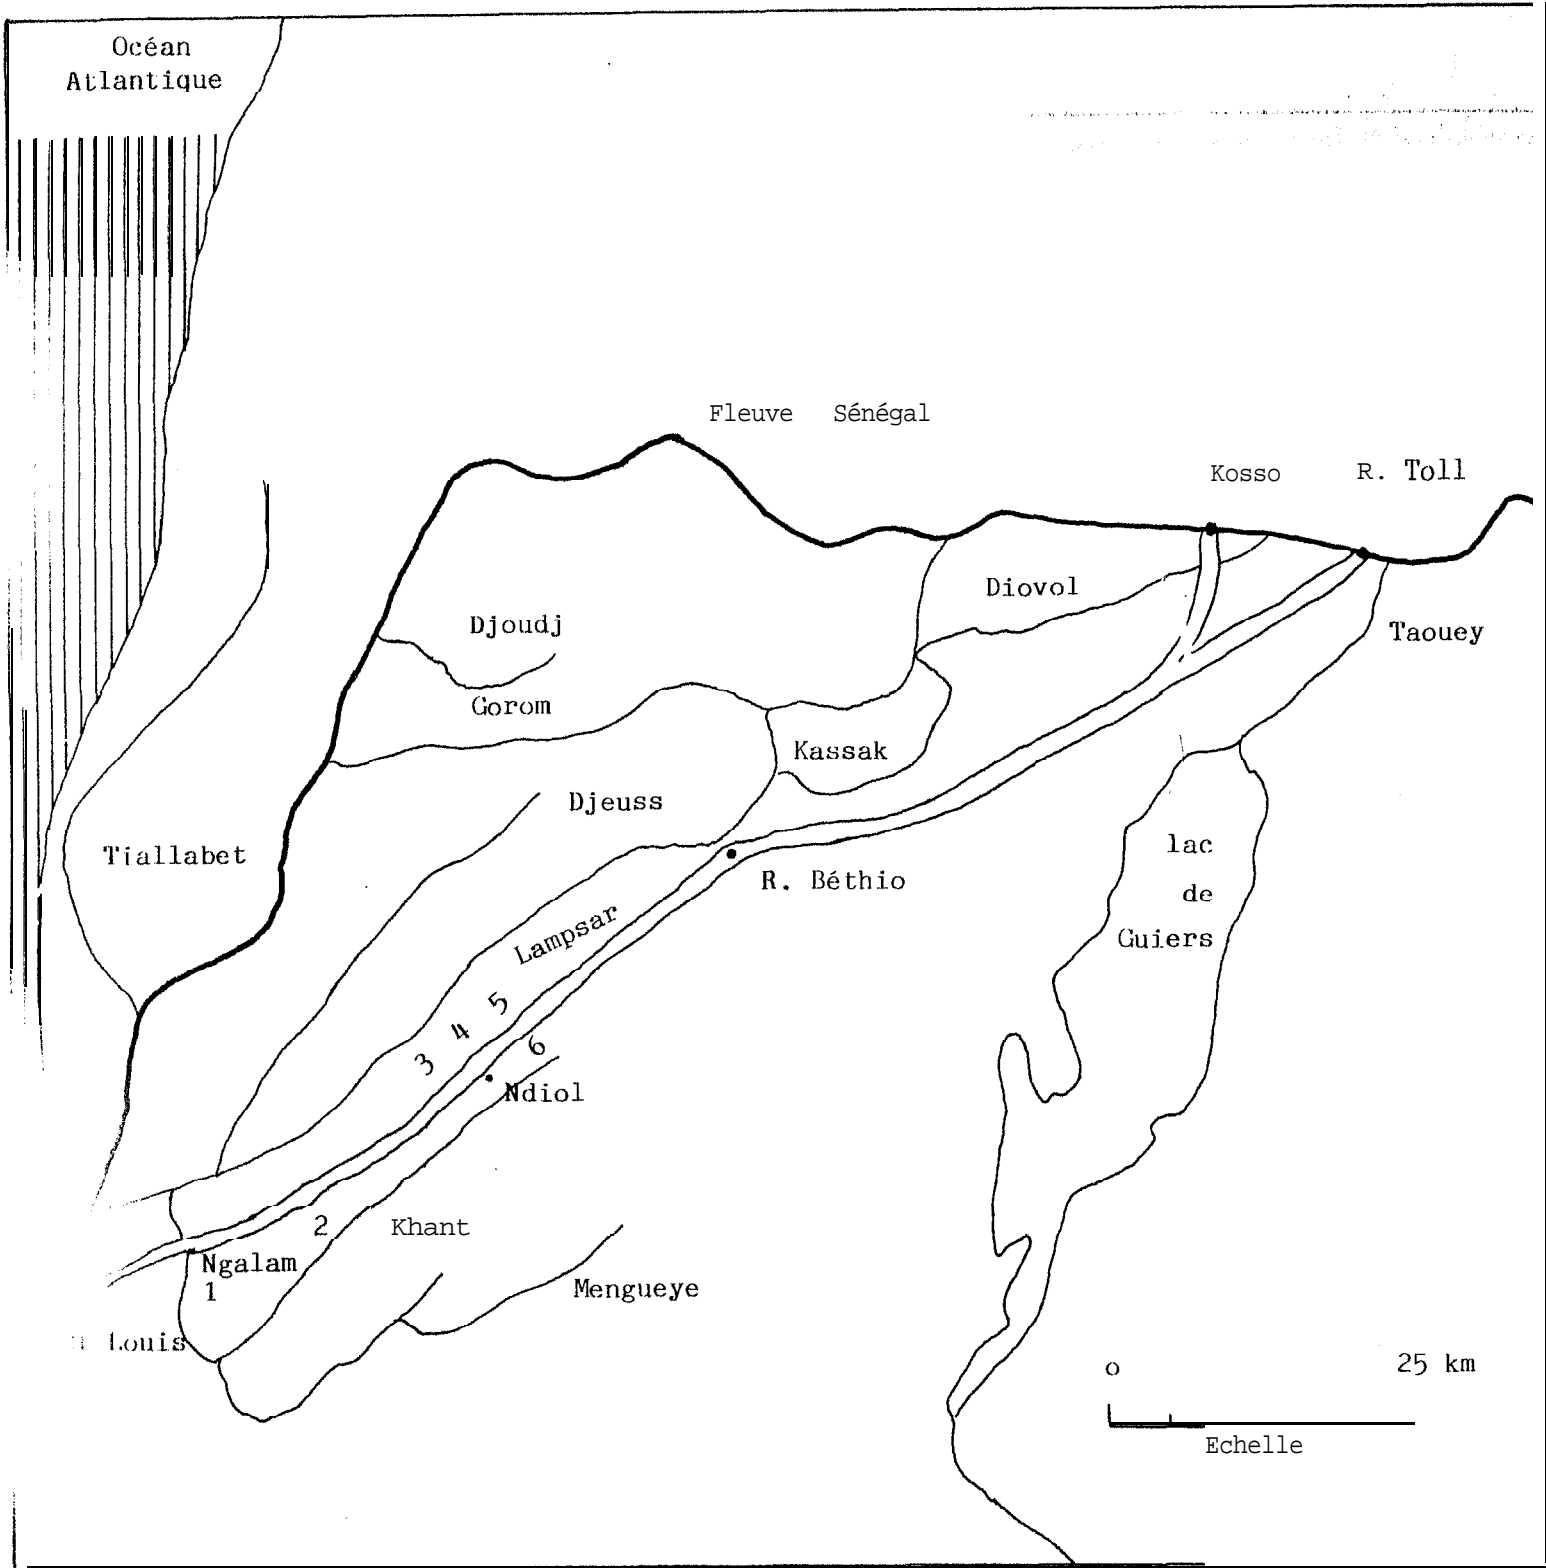 Océan
Atlantique
Fleuve Sénégal
Kosso
R. Toll
Diovol
Djoudj
Taouey
Gorom
Kassak
Djeuss
Tiallabet
lac
de
Guiers
R. Béthio
Lampsar
3 4 5
6
Ndiol
2
Khant
Ngalam
1
Mengueye
Louis
0 25 km
Echelle